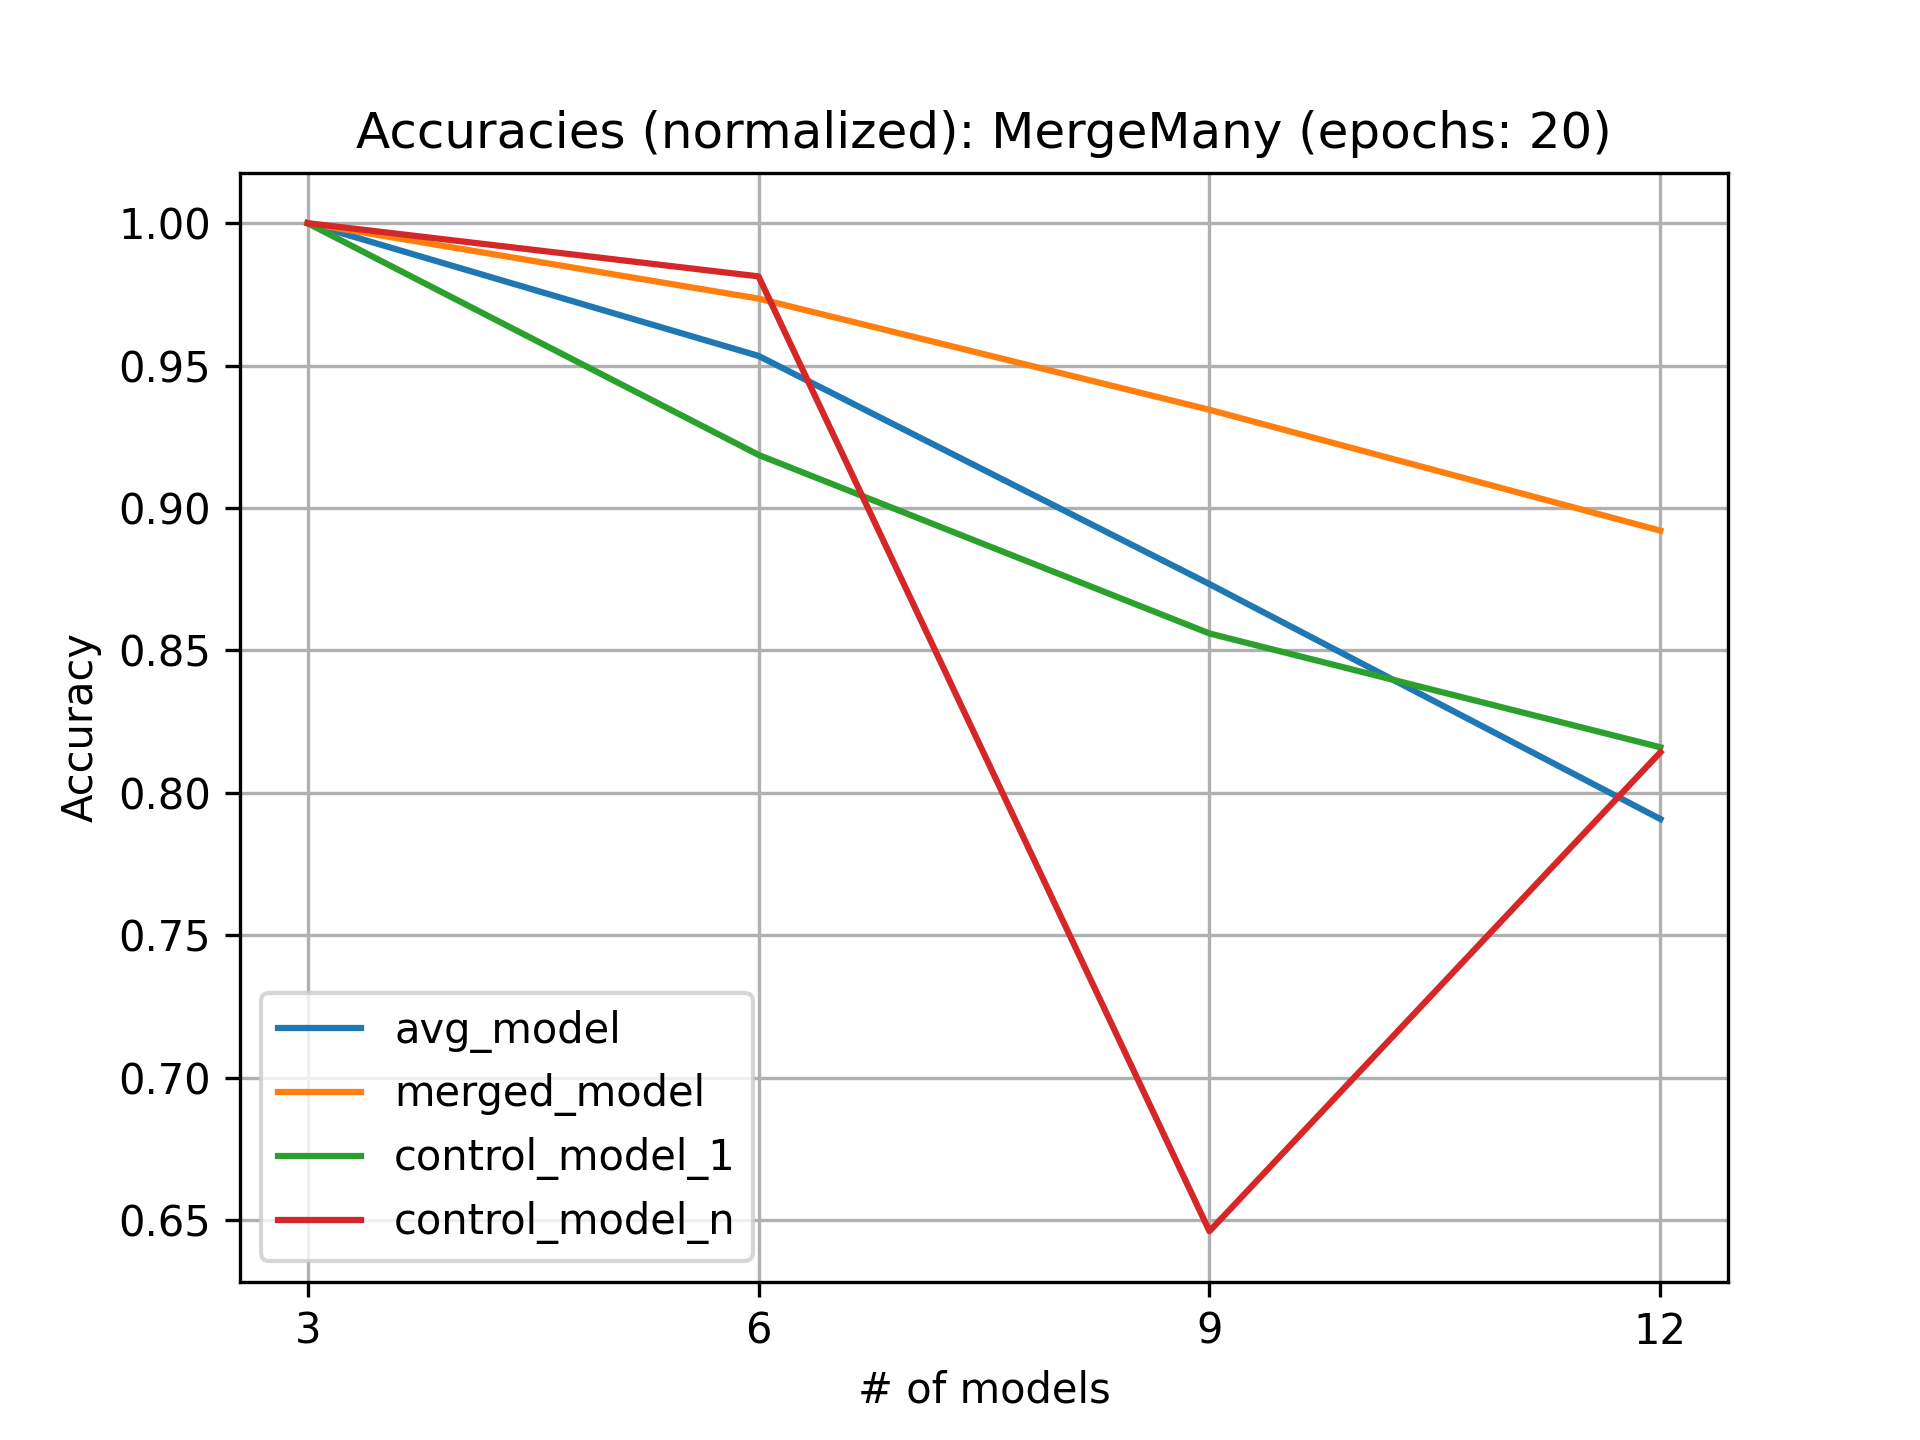 Accuracies (normalized): MergeMany (epochs: 20)
1.00
0.95
0.90
0.85
0.80
0.75
0.70
0.65
Accuracy
avg_model
merged_model
control_model_1
control_model_n
3 6 9 12
# of models